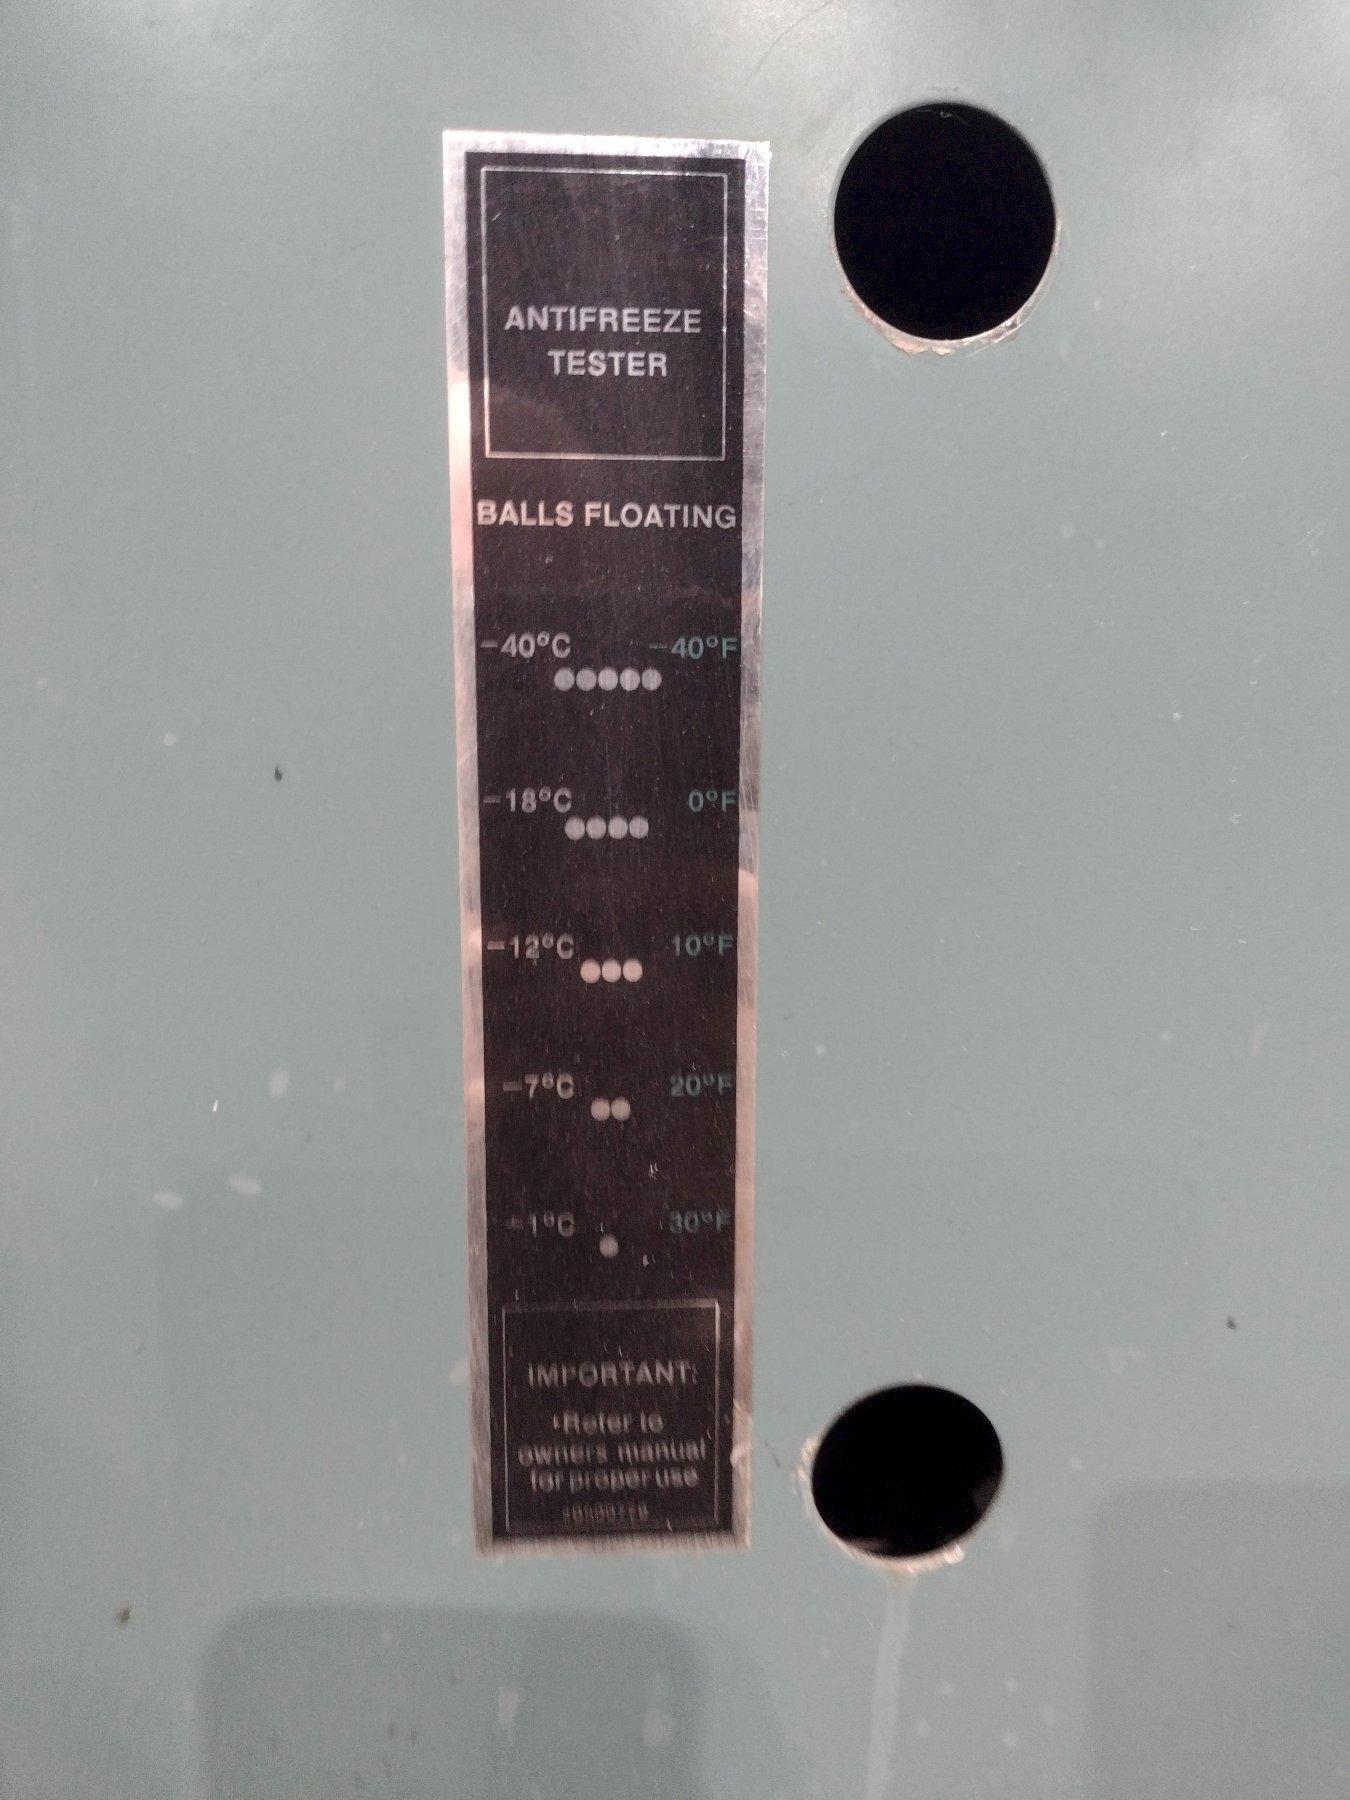 ANTIFREEZE
TESTER
BALLS FLOATING
-40°C -40°F
-18°C 0°F
-12°C 10°F
-7°C 20°F
-1°C 30°F
IMPORTANT:
Refer to
owners manual
for proper use